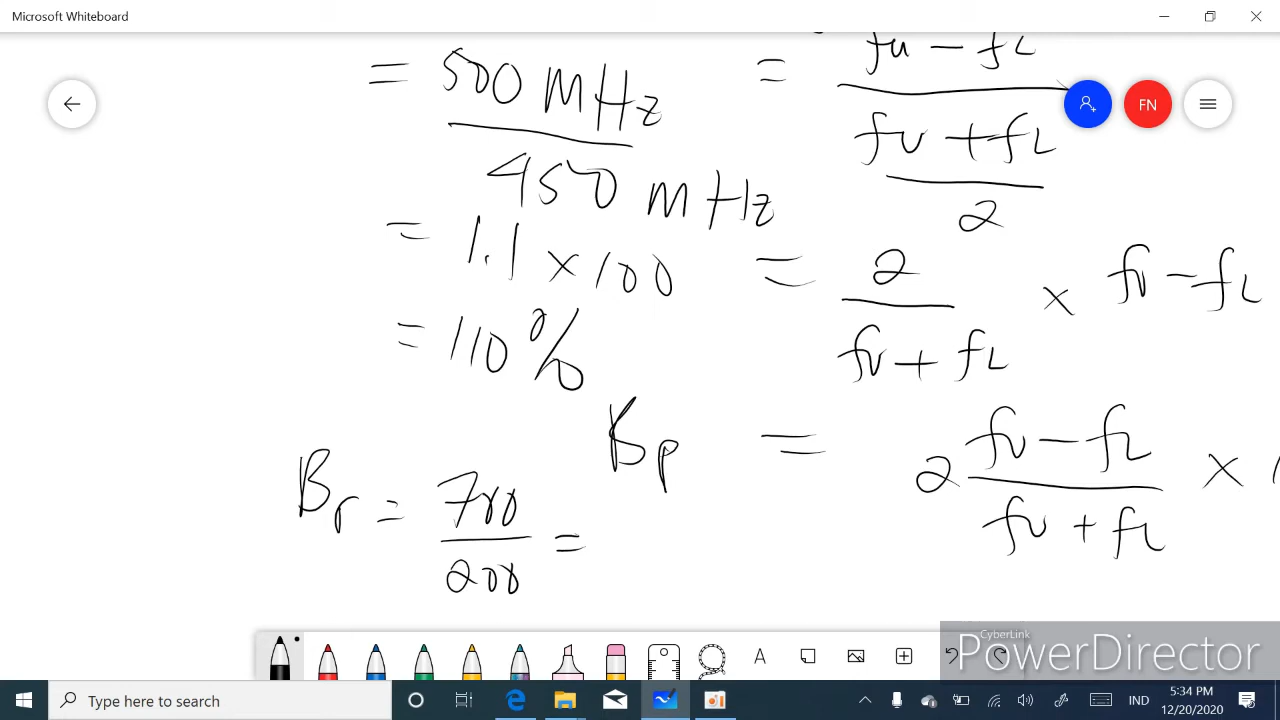 Microsoft Whiteboard
= 500 MHz
450 MHz
= 1.1 × 100
= 110%
Br = 700
200 =
= fu - fL
fu + fL
2
= 2 × fu - fL
fu + fL
Bp = 2 fu - fL ×
fu + fL
FN
A
CyberLink
PowerDirector
Type here to search
IND
5:34 PM
12/20/2020